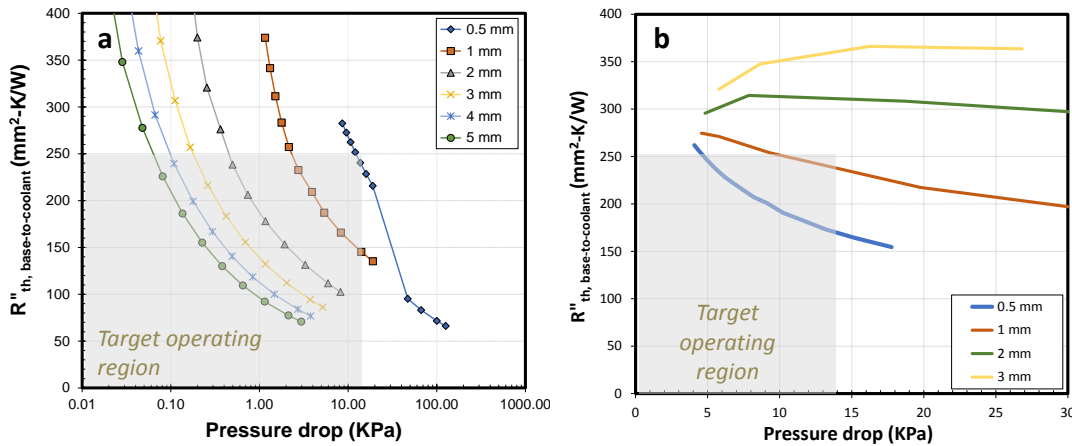 a
R''th, base-to-coolant (mm²-K/W)
400
350
300
250
200
150
100
50
0
0.01
0.10
1.00
10.00
100.00
1000.00
Pressure drop (KPa)
0.5 mm
1 mm
2 mm
3 mm
4 mm
5 mm
Target operating
region
b
R''th, base-to-coolant (mm²-K/W)
400
350
300
250
200
150
100
50
0
0
5
10
15
20
25
30
Pressure drop (KPa)
Target
operating
region
0.5 mm
1 mm
2 mm
3 mm